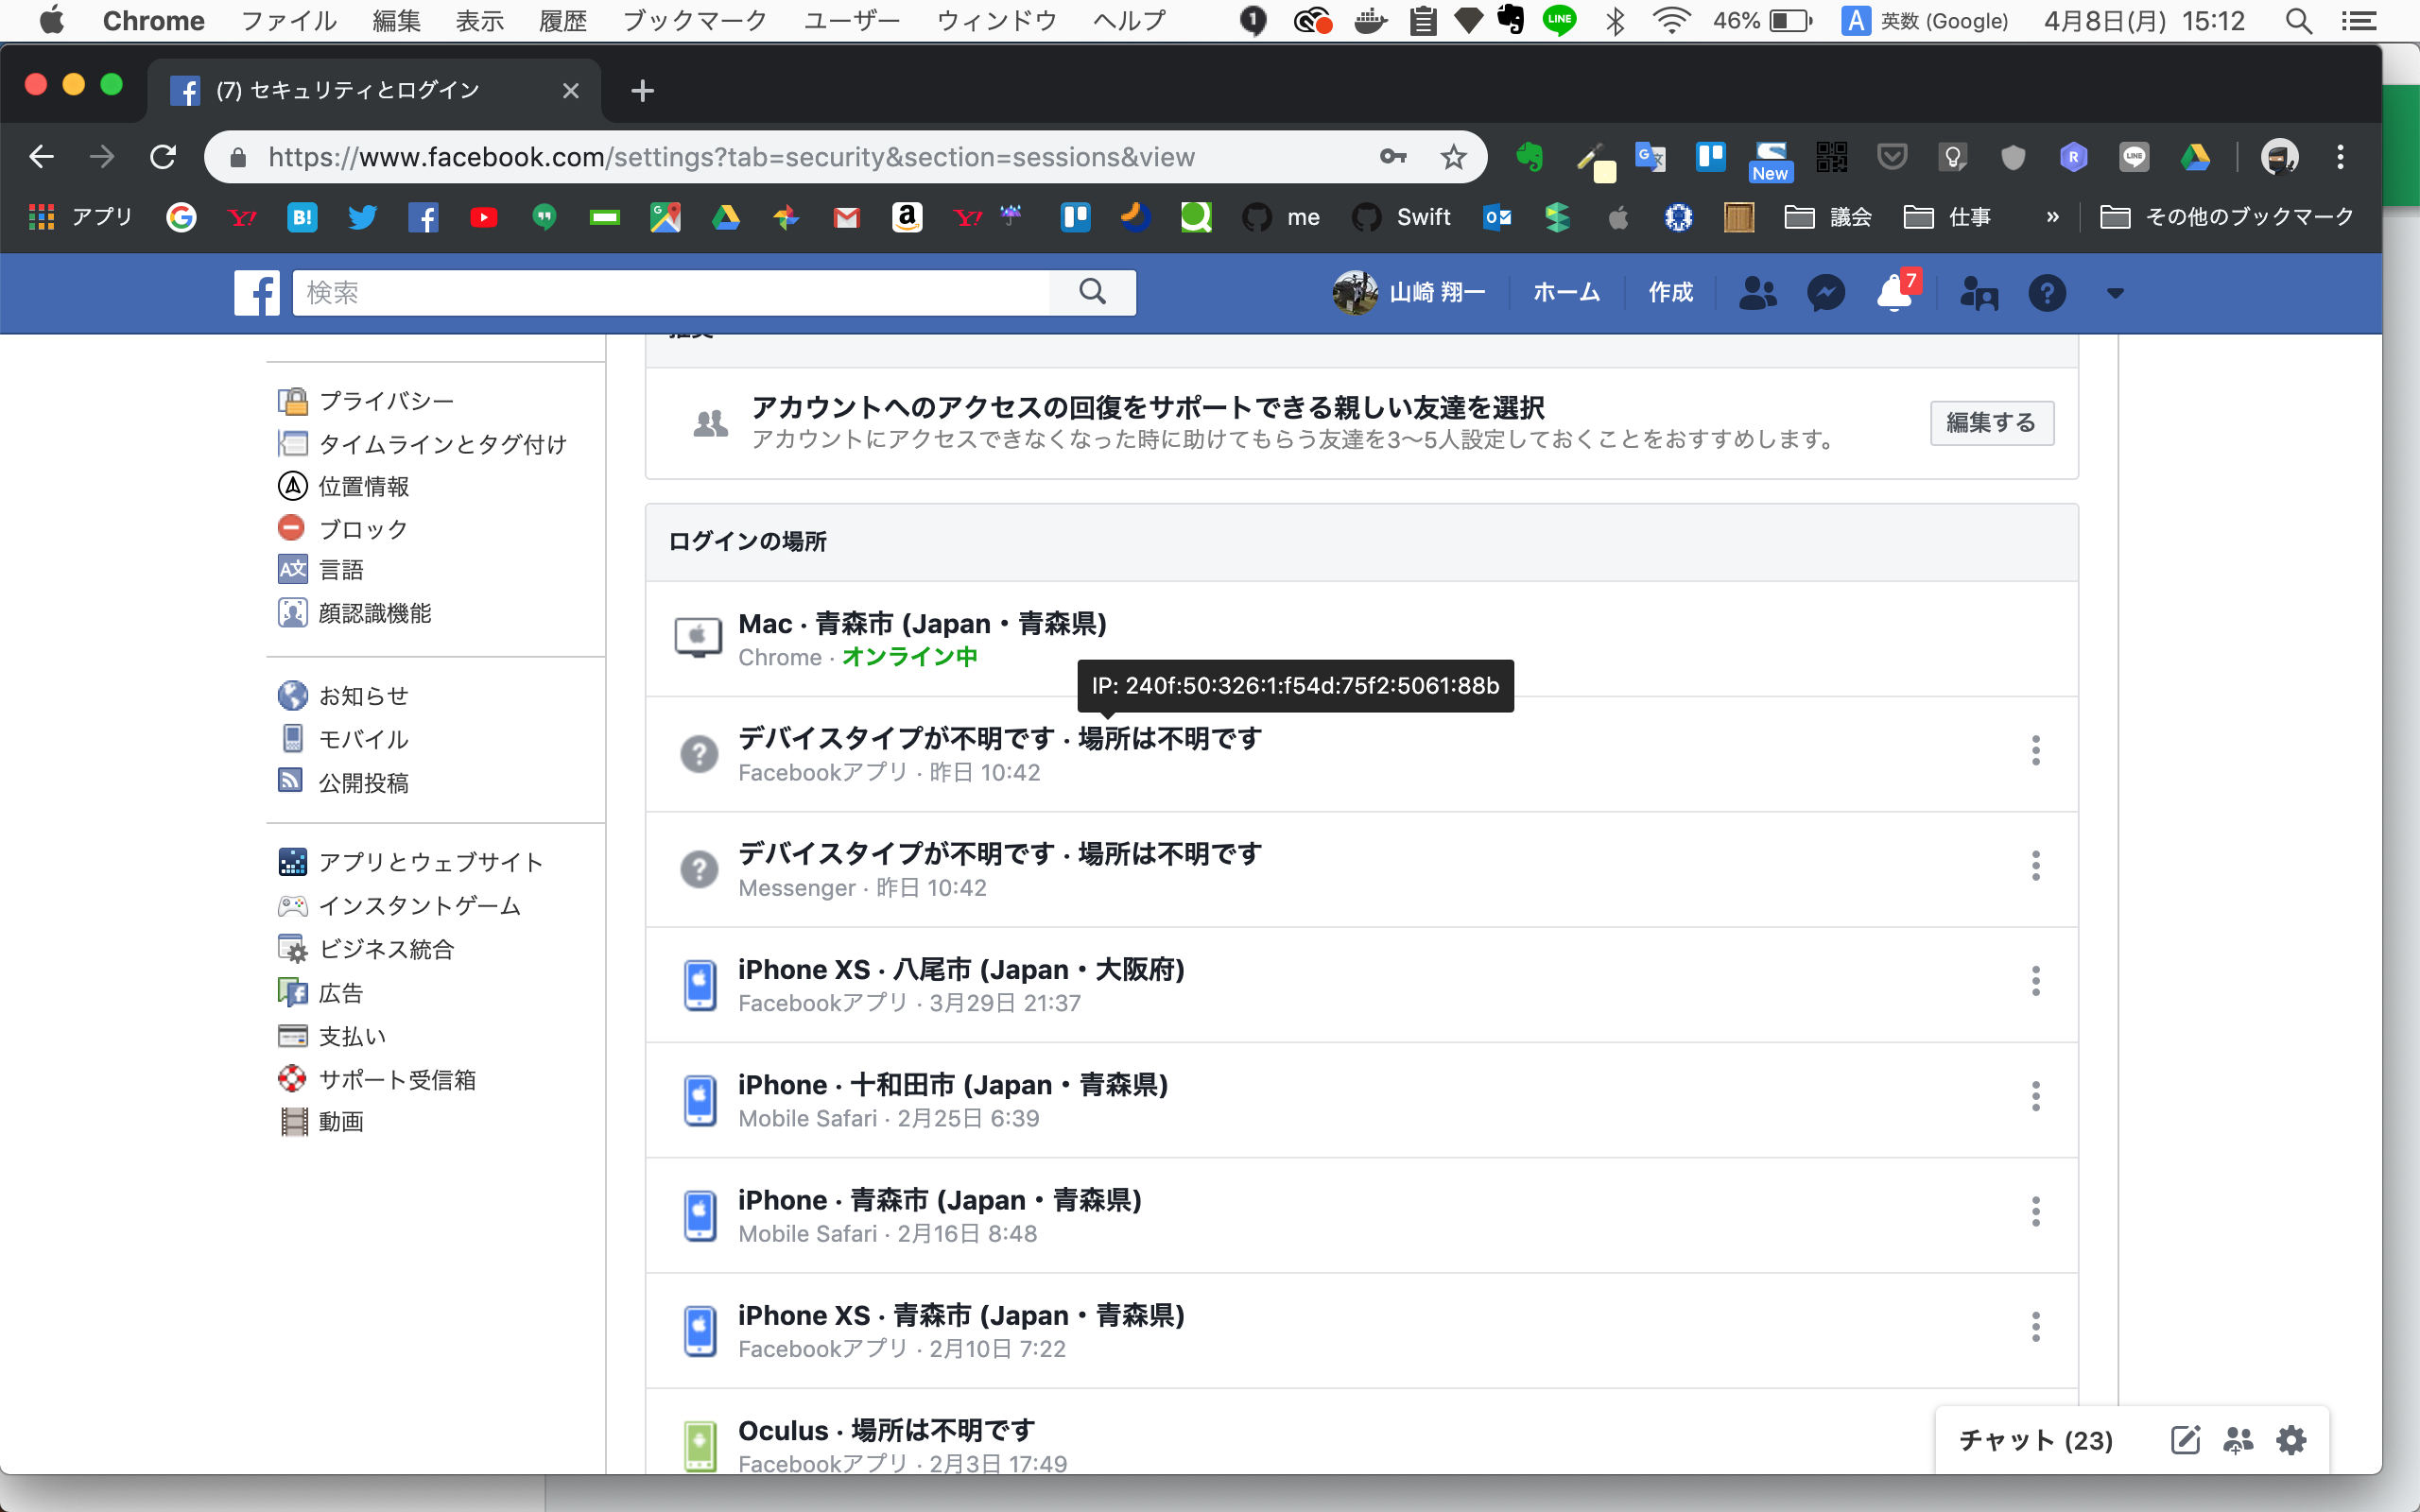 Chrome ファイル 編集 表示 履歴 ブックマーク ユーザー ウィンドウ ヘルプ 46% A 英数 (Google) 4月8日(月) 15:12
(7) セキュリティとログイン
https://www.facebook.com/settings?tab=security&section=sessions&view
New
アプリ me Swift 議会 仕事 » その他のブックマーク
検索 山崎 翔一 ホーム 作成 7
プライバシー
タイムラインとタグ付け
位置情報
ブロック
言語
顔認識機能
お知らせ
モバイル
公開投稿
アプリとウェブサイト
インスタントゲーム
ビジネス統合
広告
支払い
サポート受信箱
動画
アカウントへのアクセスの回復をサポートできる親しい友達を選択
アカウントにアクセスできなくなった時に助けてもらう友達を3〜5人設定しておくことをおすすめします。
編集する
ログインの場所
Mac · 青森市 (Japan・青森県)
Chrome · オンライン中
IP: 240f:50:326:1:f54d:75f2:5061:88b
デバイスタイプが不明です · 場所は不明です
Facebookアプリ · 昨日 10:42
デバイスタイプが不明です · 場所は不明です
Messenger · 昨日 10:42
iPhone XS · 八尾市 (Japan・大阪府)
Facebookアプリ · 3月29日 21:37
iPhone · 十和田市 (Japan・青森県)
Mobile Safari · 2月25日 6:39
iPhone · 青森市 (Japan・青森県)
Mobile Safari · 2月16日 8:48
iPhone XS · 青森市 (Japan・青森県)
Facebookアプリ · 2月10日 7:22
Oculus · 場所は不明です
Facebookアプリ · 2月3日 17:49
チャット (23)